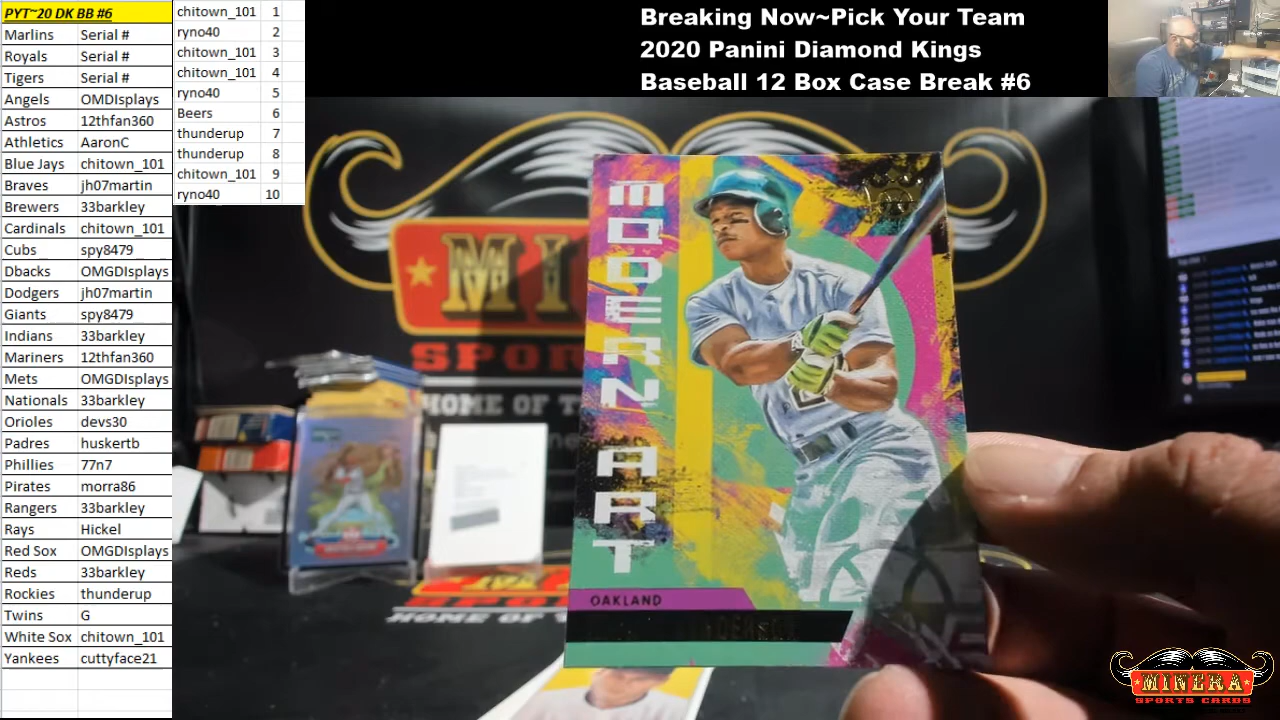 PYT~20 DK BB #6
Marlins Serial #
Royals Serial #
Tigers Serial #
Angels OMDIsplays
Astros 12thfan360
Athletics AaronC
Blue Jays chitown_101
Braves jh07martin
Brewers 33barkley
Cardinals chitown_101
Cubs spy8479
Dbacks OMGDIsplays
Dodgers jh07martin
Giants spy8479
Indians 33barkley
Mariners 12thfan360
Mets OMGDIsplays
Nationals 33barkley
Orioles devs30
Padres huskertb
Phillies 77n7
Pirates morra86
Rangers 33barkley
Rays Hickel
Red Sox OMGDIsplays
Reds 33barkley
Rockies thunderup
Twins G
White Sox chitown_101
Yankees cuttyface21
chitown_101 1
ryno40 2
chitown_101 3
chitown_101 4
ryno40 5
Beers 6
thunderup 7
thunderup 8
chitown_101 9
ryno40 10
Breaking Now~Pick Your Team
2020 Panini Diamond Kings
Baseball 12 Box Case Break #6
MODERN ART
OAKLAND
HOME OF
MINERA
SPORTS CARDS